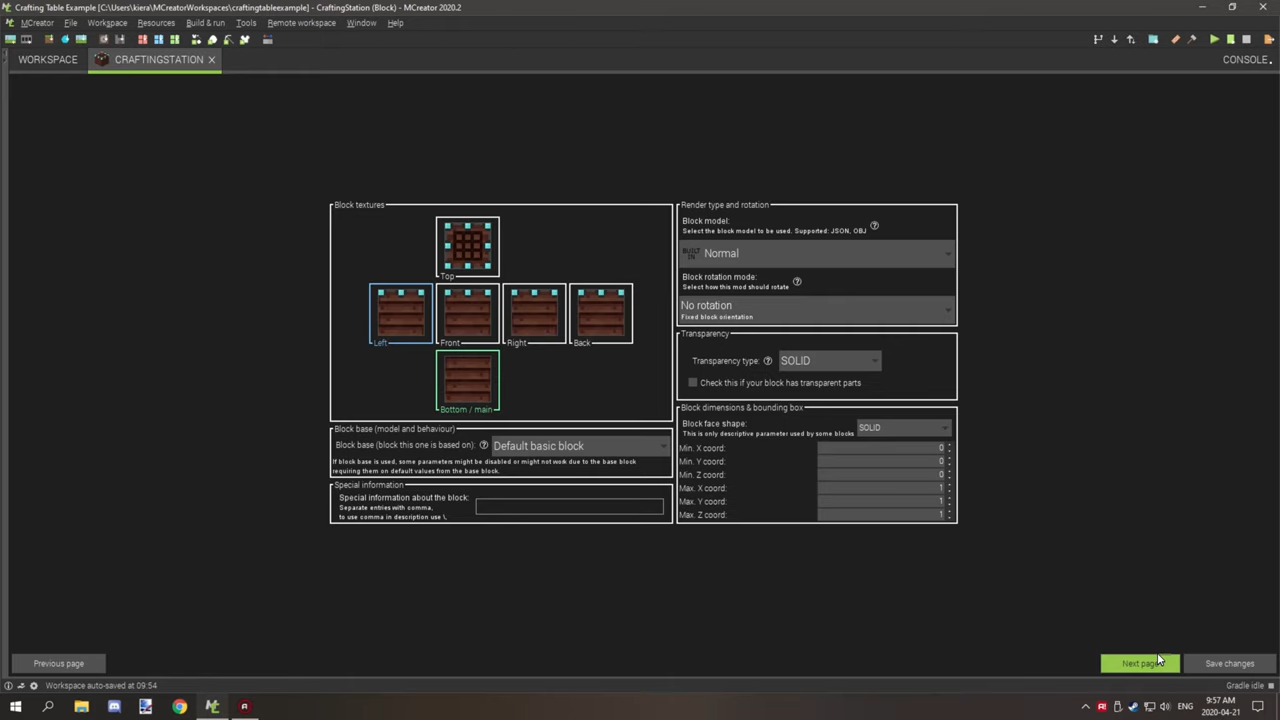 Crafting Table Example [C:\Users\kiera\MCreatorWorkspaces\craftingtableexample] - CraftingStation (Block) - MCreator 2020.2
MCreator File Workspace Resources Build & run Tools Remote workspace Window Help
WORKSPACE CRAFTINGSTATION CONSOLE
Block textures
Top
Left Front Right Back
Bottom / main
Block base (model and behaviour)
Block base (block this one is based on): Default basic block
If block base is used, some parameters might be disabled or might not work due to the base block
requiring them on default values from the base block.
Special information
Special information about the block:
Separate entries with comma,
to use comma in description use \,
Render type and rotation
Block model:
Select the block model to be used. Supported: JSON, OBJ
BUILT IN Normal
Block rotation mode:
Select how this mod should rotate
No rotation
Fixed block orientation
Transparency
Transparency type: SOLID
Check this if your block has transparent parts
Block dimensions & bounding box
Block face shape: SOLID
This is only descriptive parameter used by some blocks
Min. X coord: 0
Min. Y coord: 0
Min. Z coord: 0
Max. X coord: 1
Max. Y coord: 1
Max. Z coord: 1
Previous page Next page Save changes
Workspace auto-saved at 09:54 Gradle idle
9:57 AM
2020-04-21